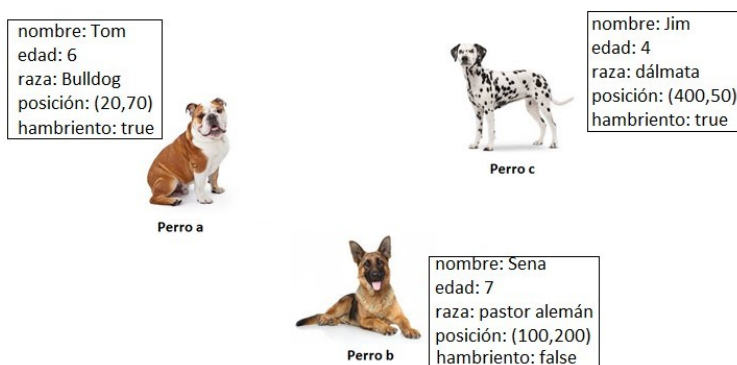 nombre: Tom
edad: 6
raza: Bulldog
posición: (20,70)
hambriento: true
Perro a
nombre: Jim
edad: 4
raza: dálmata
posición: (400,50)
hambriento: true
Perro c
nombre: Sena
edad: 7
raza: pastor alemán
posición: (100,200)
hambriento: false
Perro b